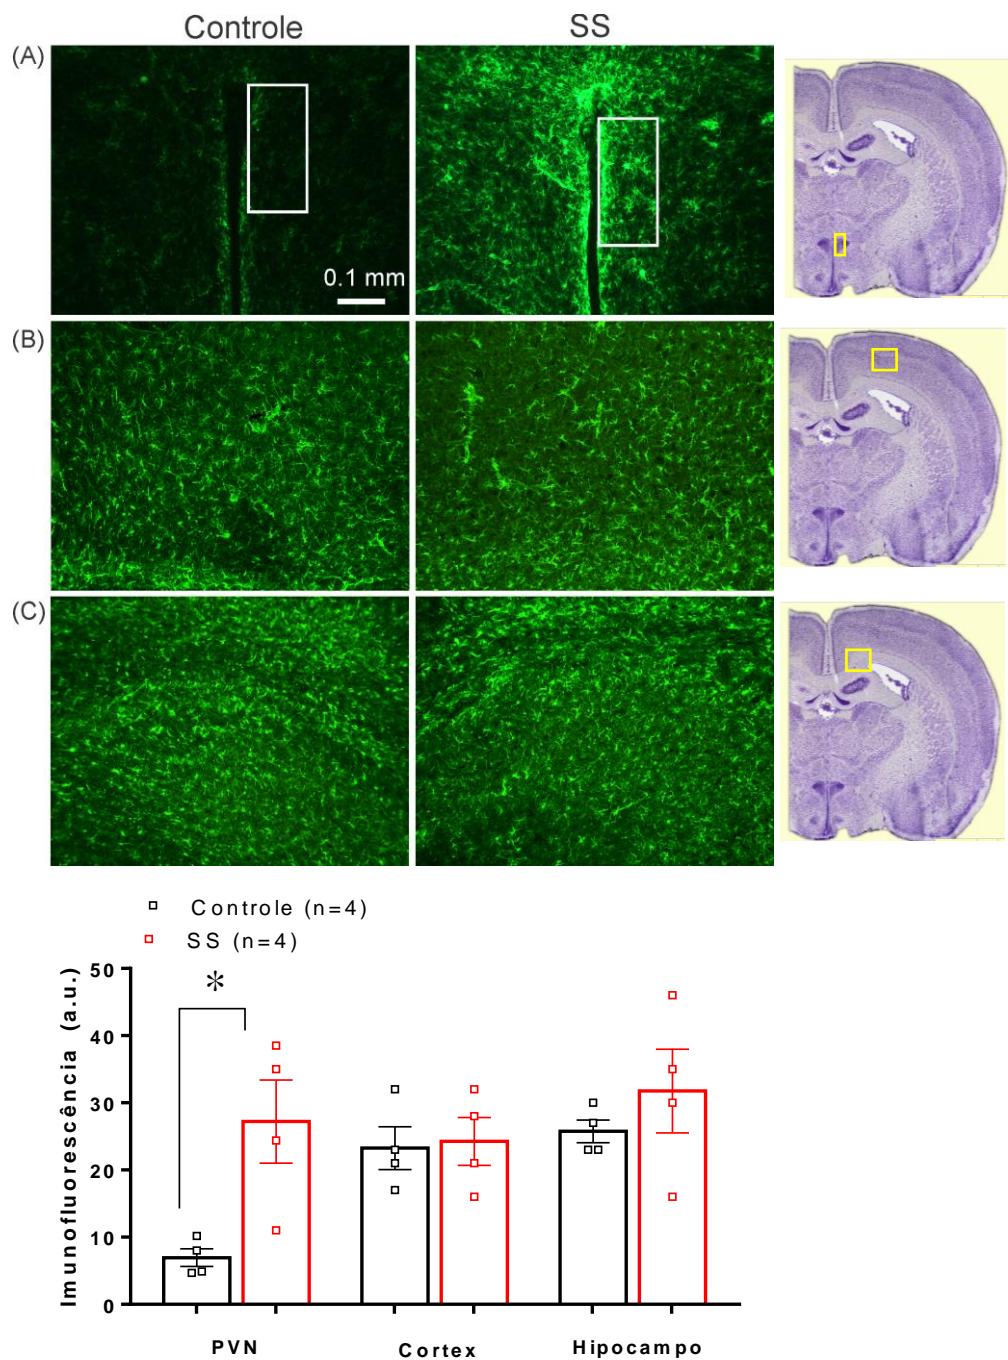 Controle SS
(A)
0.1 mm
(B)
(C)
Controle (n=4)
SS (n=4)
Imunofluorescência (a.u.)
*
50
40
30
20
10
0
PVN Cortex Hipocampo